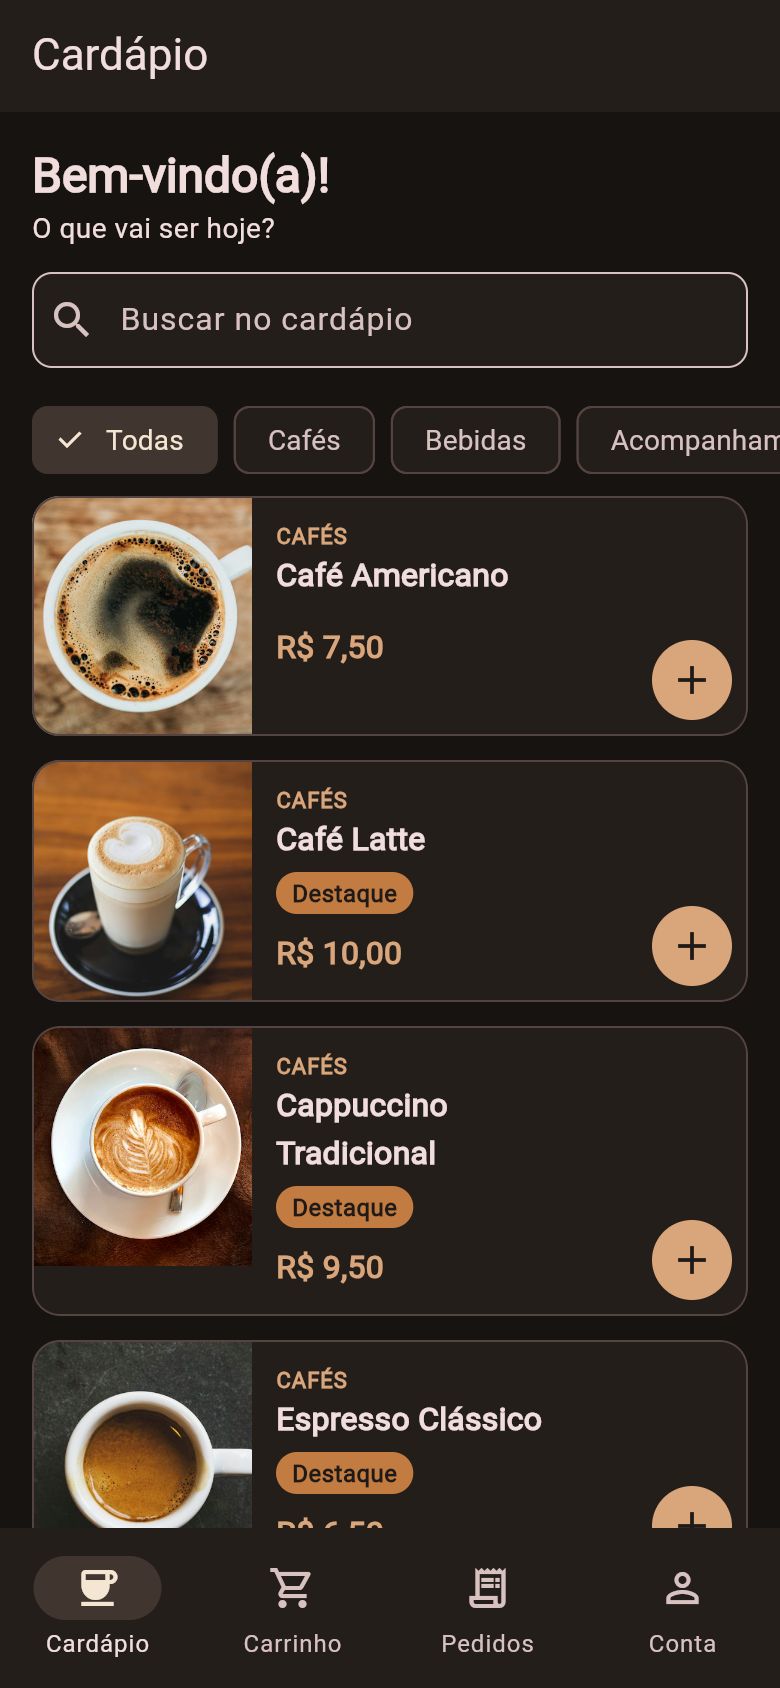 Cardápio
Bem-vindo(a)!
O que vai ser hoje?
Buscar no cardápio
Todas
Cafés
Bebidas
Acompanham
CAFÉS
Café Americano
R$ 7,50
CAFÉS
Café Latte
Destaque
R$ 10,00
CAFÉS
Cappuccino
Tradicional
Destaque
R$ 9,50
CAFÉS
Espresso Clássico
Destaque
R$ 6,50
Cardápio
Carrinho
Pedidos
Conta